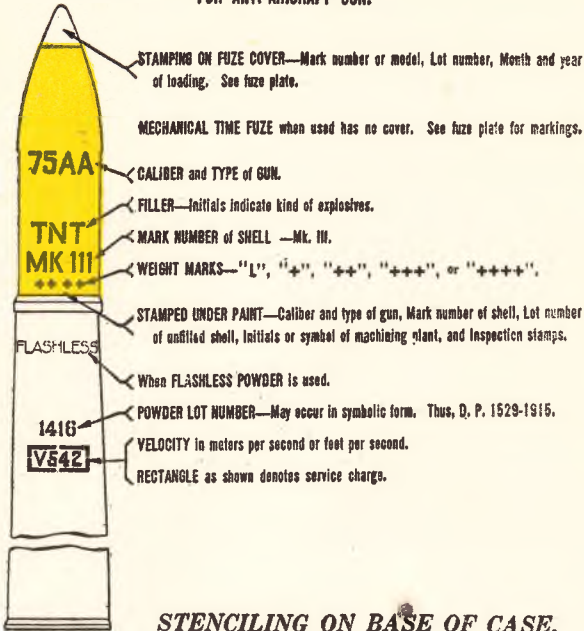 FOR ANTI-AIRCRAFT GUN.
STAMPING ON FUZE COVER—Mark number or model, Lot number, Month and year
of loading. See fuze plate.
MECHANICAL TIME FUZE when used has no cover. See fuze plate for markings.
75AA
CALIBER and TYPE of GUN.
FILLER—Initials indicate kind of explosives.
TNT
MARK NUMBER of SHELL —Mk. III.
MK III
WEIGHT MARKS—"L", "+", "++", "+++", or "++++".
++++
STAMPED UNDER PAINT—Caliber and type of gun, Mark number of shell, Lot number
of unfilled shell, Initials or symbol of machining plant, and Inspection stamps.
FLASHLESS
When FLASHLESS POWDER is used.
POWDER LOT NUMBER—May occur in symbolic form. Thus, D. P. 1529-1915.
1416
VELOCITY in meters per second or feet per second.
V542
RECTANGLE as shown denotes service charge.
STENCILING ON BASE OF CASE.